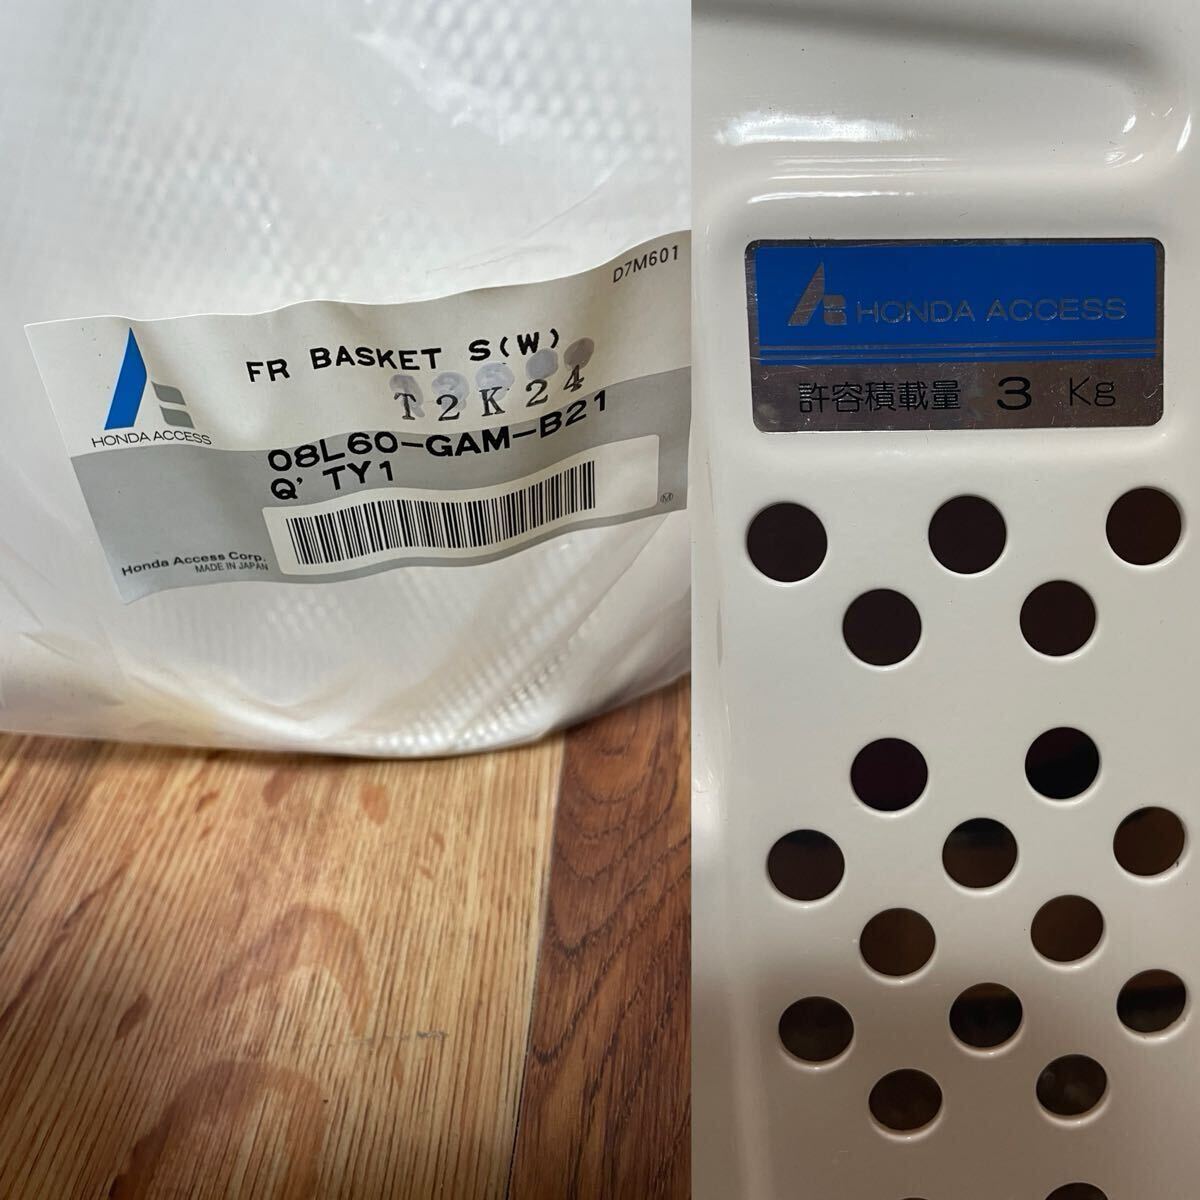 D7M601
FR BASKET S(W)
T2K24
08L60-GAM-B21
Q' TY1
HONDA ACCESS
Honda Access Corp.
MADE IN JAPAN
M
HONDA ACCESS
許容積載量 3 Kg